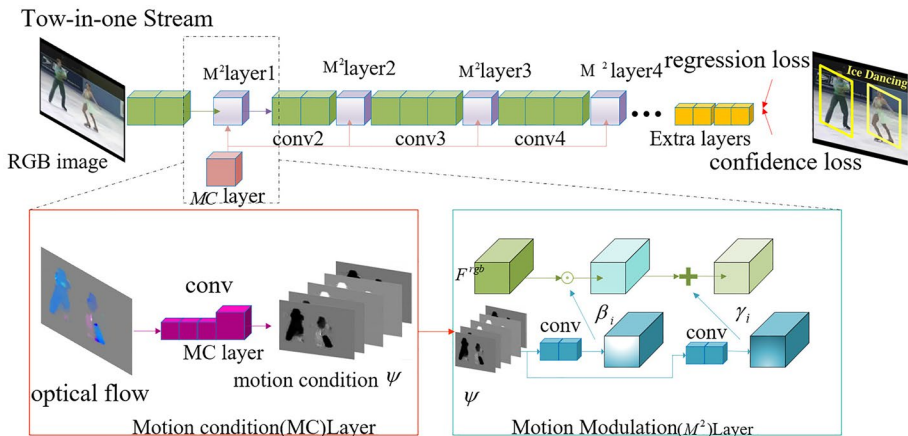 Tow-in-one Stream
M²layer1
M²layer2
M²layer3
M ² layer4
regression loss
Ice Dancing
conv2
conv3
conv4
Extra layers
RGB image
MC layer
confidence loss
conv
MC layer
optical flow
motion condition ψ
Motion condition(MC)Layer
F^rgb
β_i
γ_i
conv
conv
ψ
Motion Modulation(M²)Layer